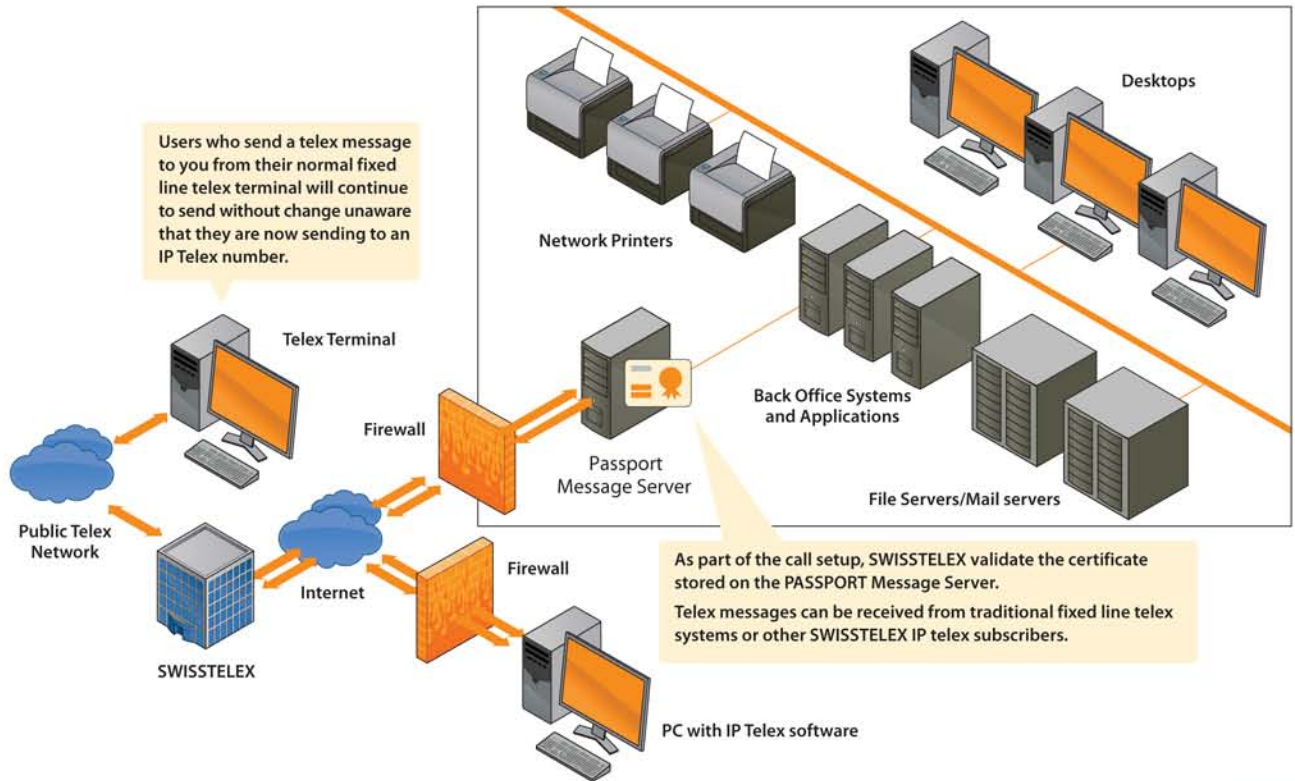 Desktops
Users who send a telex message
to you from their normal fixed
line telex terminal will continue
to send without change unaware
that they are now sending to an
IP Telex number.
Network Printers
Telex Terminal
Back Office Systems
and Applications
Firewall
Passport
Message Server
File Servers/Mail servers
Public Telex
Network
Internet
Firewall
As part of the call setup, SWISSTELEX validate the certificate
stored on the PASSPORT Message Server.
Telex messages can be received from traditional fixed line telex
systems or other SWISSTELEX IP telex subscribers.
SWISSTELEX
PC with IP Telex software